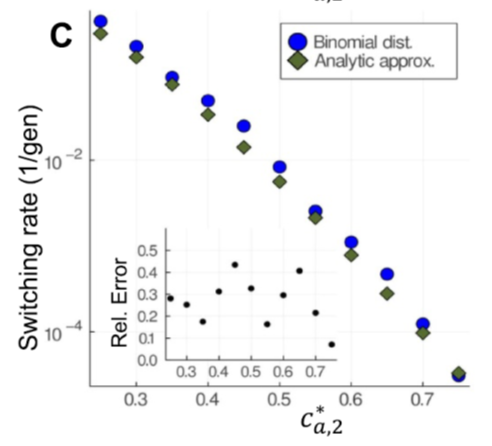 a,2
C
Binomial dist.
Analytic approx.
Switching rate (1/gen)
10⁻²
10⁻⁴
Rel. Error
0.5
0.4
0.3
0.2
0.1
0.0
0.3 0.4 0.5 0.6 0.7
0.3 0.4 0.5 0.6 0.7
c*a,2